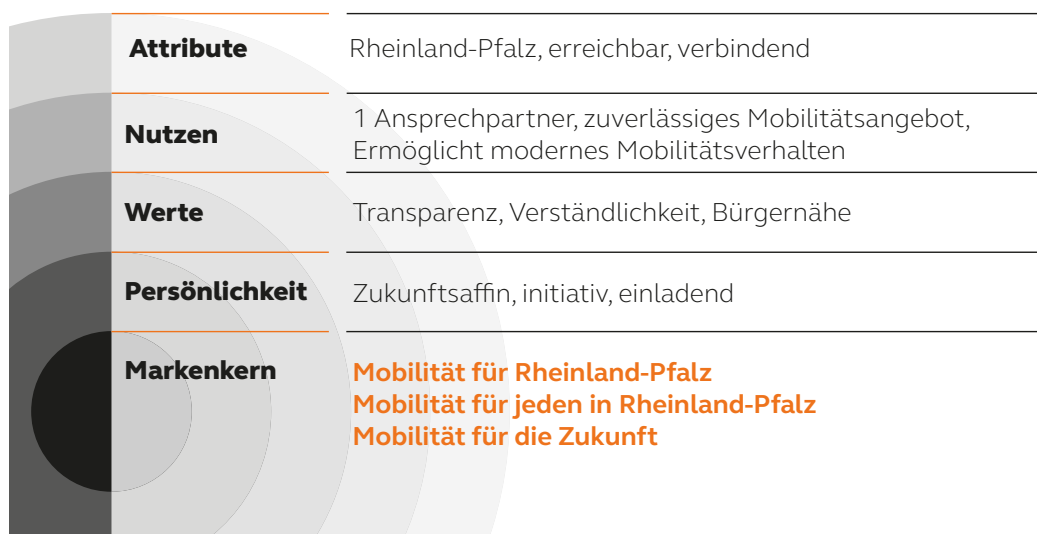 Attribute
Rheinland-Pfalz, erreichbar, verbindend
Nutzen
1 Ansprechpartner, zuverlässiges Mobilitätsangebot,
Ermöglicht modernes Mobilitätsverhalten
Werte
Transparenz, Verständlichkeit, Bürgernähe
Persönlichkeit
Zukunftsaffin, initiativ, einladend
Markenkern
Mobilität für Rheinland-Pfalz
Mobilität für jeden in Rheinland-Pfalz
Mobilität für die Zukunft